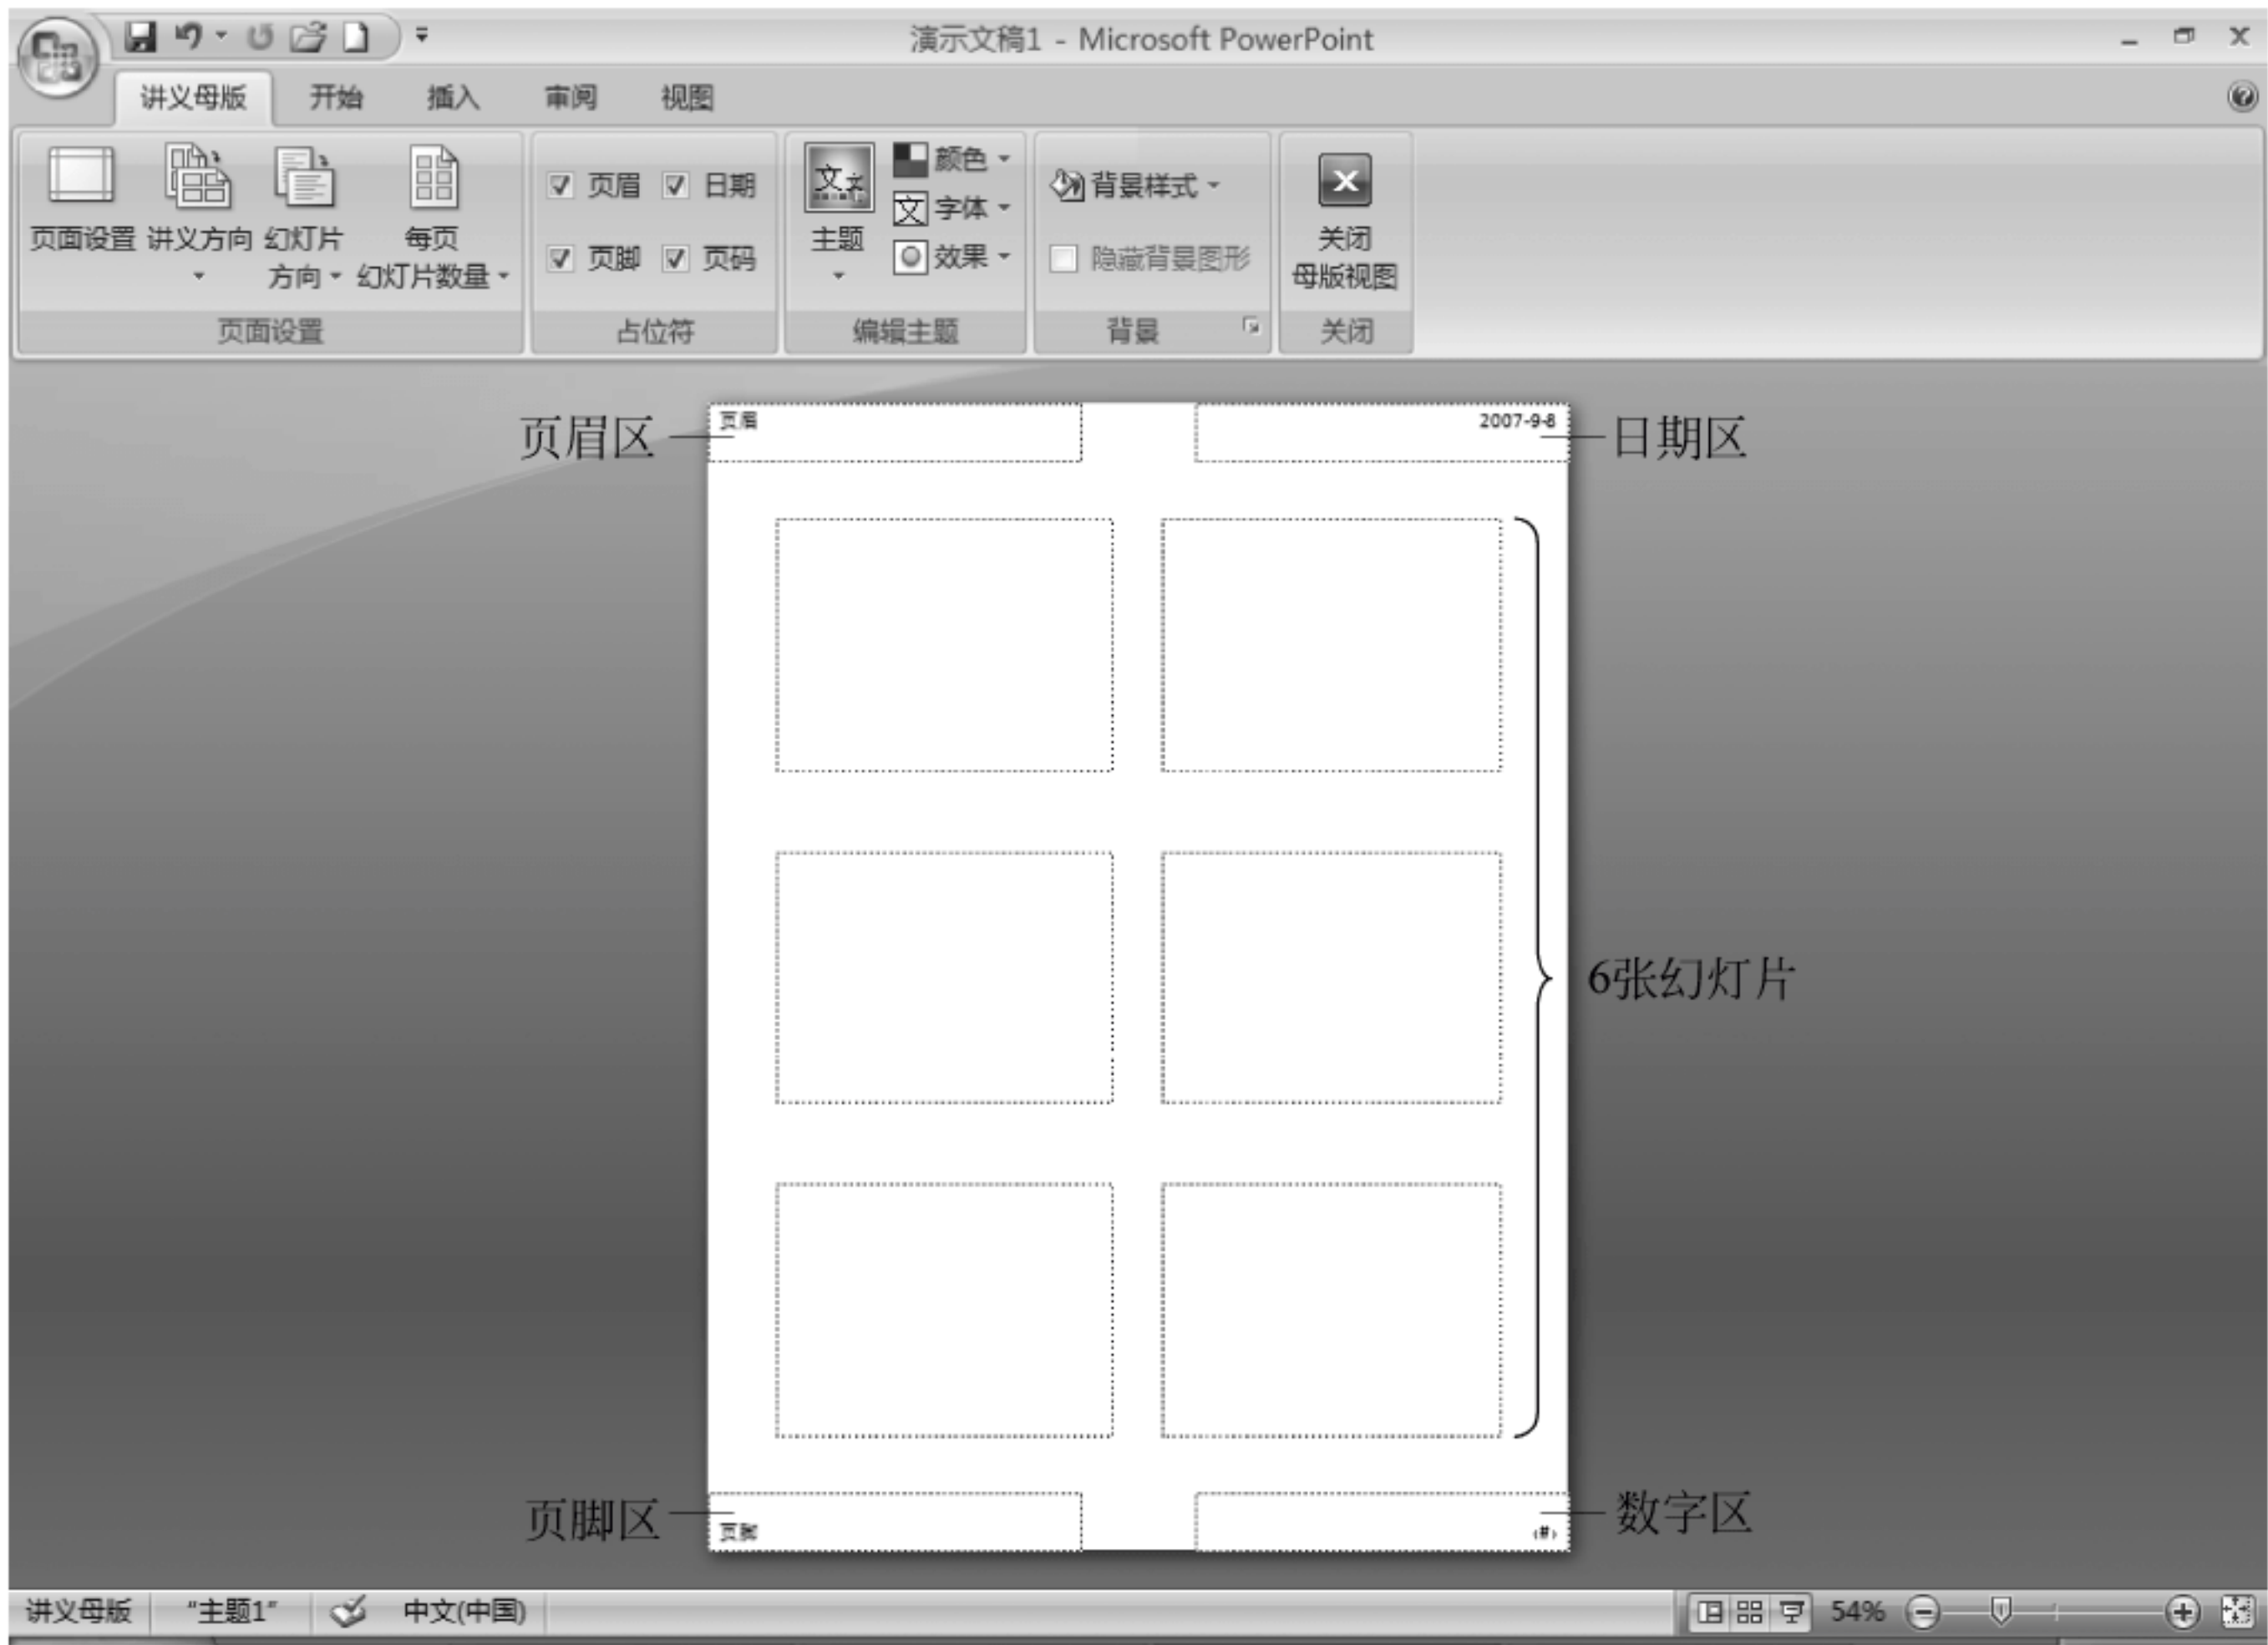 演示文稿1 - Microsoft PowerPoint
讲义母版 开始 插入 审阅 视图
页面设置 讲义方向 幻灯片方向 每页幻灯片数量
页眉 日期
页脚 页码
主题
颜色
字体
效果
背景样式
隐藏背景图形
关闭
母版视图
页面设置 占位符 编辑主题 背景 关闭
页眉区
页眉
2007-9-8
日期区
6张幻灯片
页脚区
页脚
‹#›
数字区
讲义母版 "主题1" 中文(中国) 54%